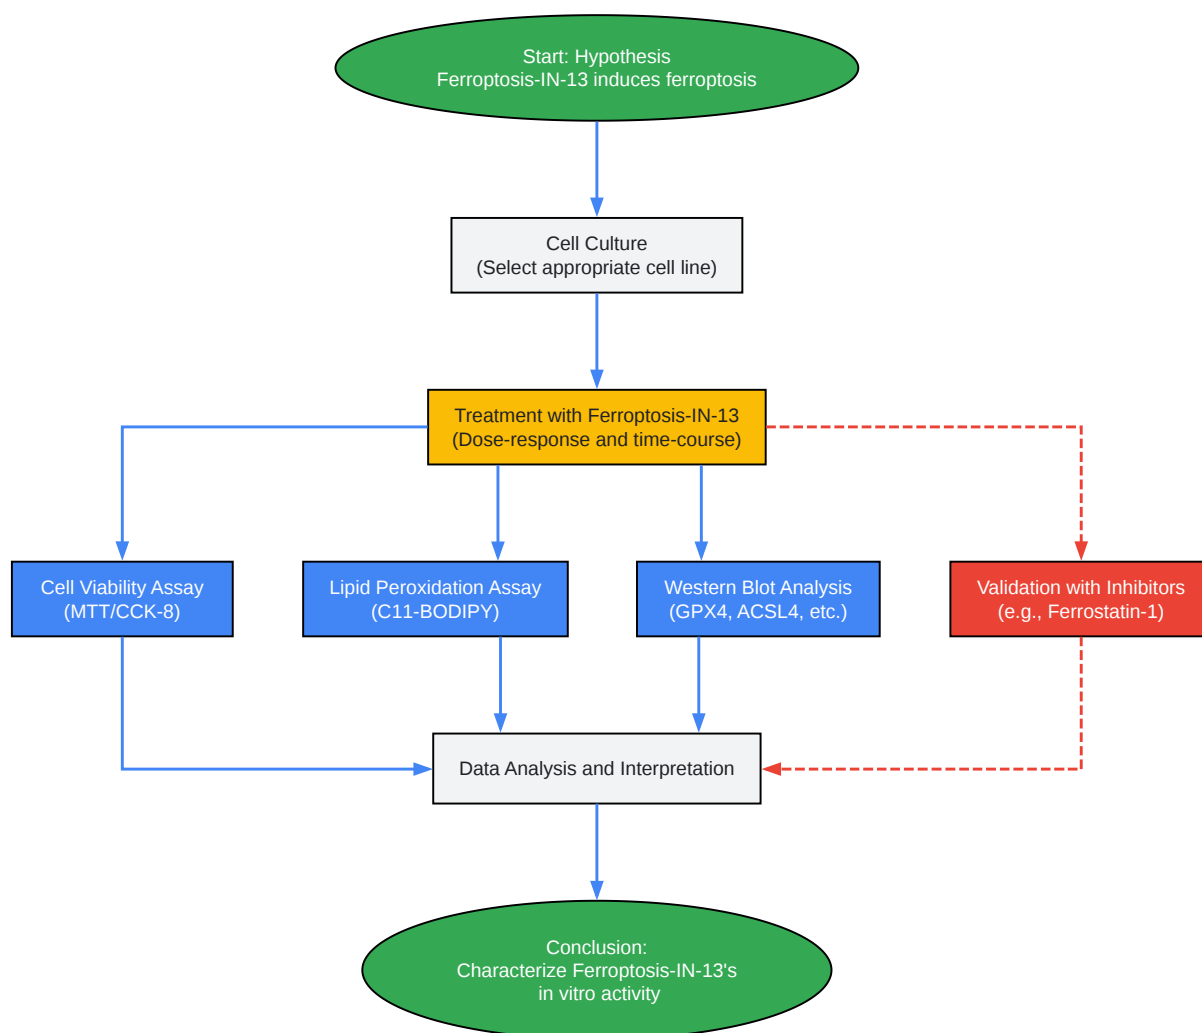 Start: Hypothesis
Ferroptosis-IN-13 induces ferroptosis
Cell Culture
(Select appropriate cell line)
Treatment with Ferroptosis-IN-13
(Dose-response and time-course)
Cell Viability Assay
(MTT/CCK-8)
Lipid Peroxidation Assay
(C11-BODIPY)
Western Blot Analysis
(GPX4, ACSL4, etc.)
Validation with Inhibitors
(e.g., Ferrostatin-1)
Data Analysis and Interpretation
Conclusion:
Characterize Ferroptosis-IN-13's
in vitro activity